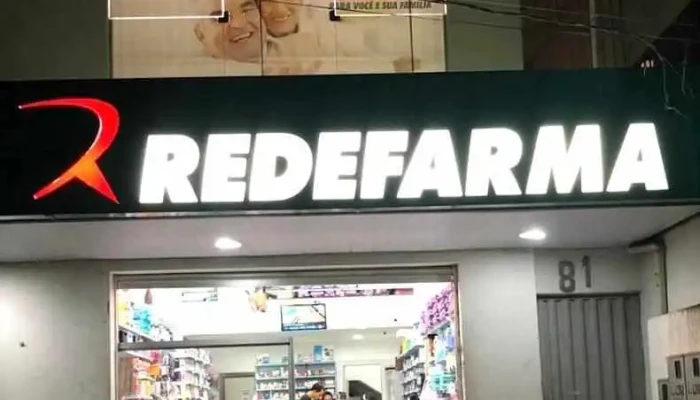 PARA VOCÊ E SUA FAMÍLIA
REDEFARMA
81